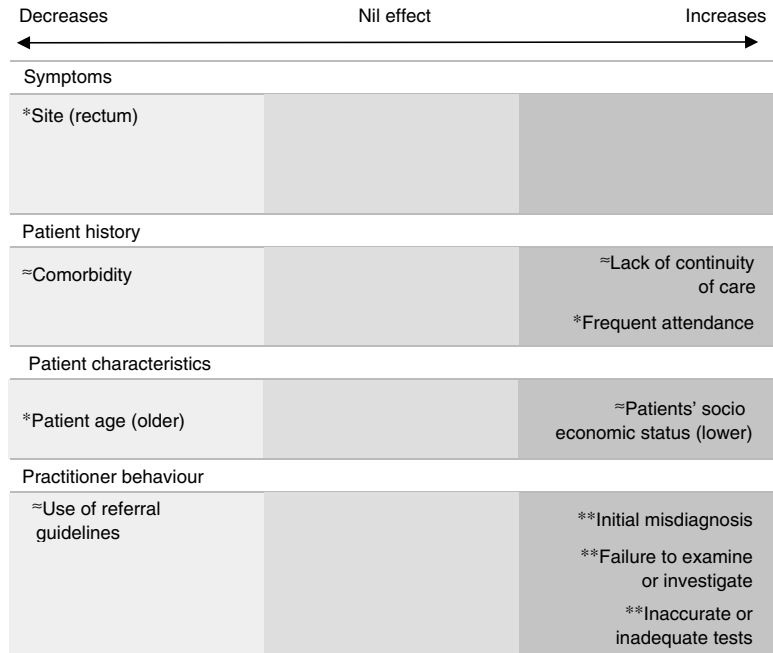 Decreases Nil effect Increases
Symptoms
*Site (rectum)
Patient history
≈Comorbidity
≈Lack of continuity
of care
*Frequent attendance
Patient characteristics
*Patient age (older)
≈Patients’ socio
economic status (lower)
Practitioner behaviour
≈Use of referral
guidelines
**Initial misdiagnosis
**Failure to examine
or investigate
**Inaccurate or
inadequate tests